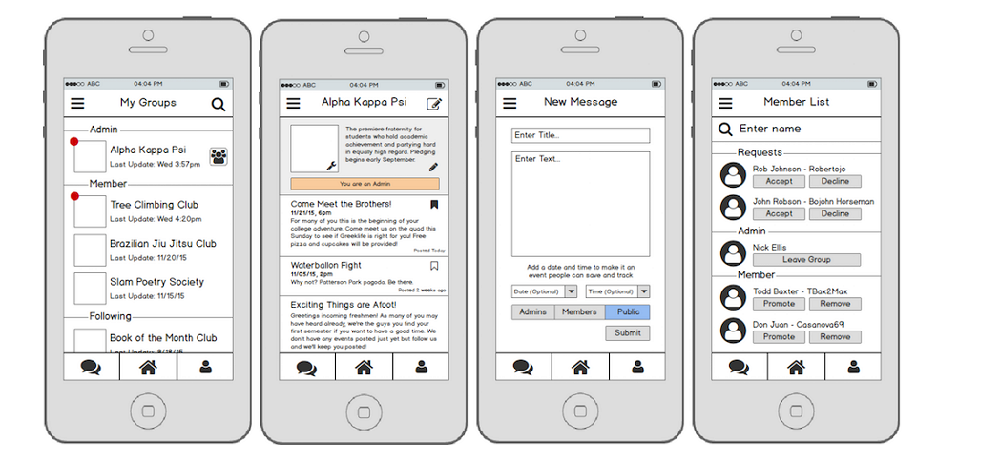 ABC 04:04 PM
My Groups
Admin
Alpha Kappa Psi
Last Update: Wed 3:57pm
Member
Tree Climbing Club
Last Update: Wed 4:20pm
Brazilian Jiu Jitsu Club
Last Update: 11/20/15
Slam Poetry Society
Last Update: 11/15/15
Following
Book of the Month Club
Last Update: 9/18/15
ABC 04:04 PM
Alpha Kappa Psi
The premiere fraternity for
students who hold academic
achievement and partying hard
in equally high regard. Pledging
begins early September.
You are an Admin
Come Meet the Brothers!
11/21/15, 6pm
For many of you this is the beginning of your
college adventure. Come meet us on the quad this
Sunday to see if Greeklife is right for you! Free
pizza and cupcakes will be provided!
Posted Today
Waterballon Fight
11/05/15, 2pm
Why not? Patterson Park pagoda. Be there.
Posted 2 weeks ago
Exciting Things are Afoot!
Greetings incoming freshmen! As many of you may
have heard already, we're the guys you find your
first semester if you want to have a good time. We
don't have any events posted just yet but follow us
and we'll keep you posted!
ABC 04:04 PM
New Message
Enter Title...
Enter Text...
Add a date and time to make it an
event people can save and track
Date (Optional) Time (Optional)
Admins Members Public
Submit
ABC 04:04 PM
Member List
Enter name
Requests
Rob Johnson - Robertojo
Accept Decline
John Robson - Bojohn Horseman
Accept Decline
Admin
Nick Ellis
Leave Group
Member
Todd Baxter - TBax2Max
Promote Remove
Don Juan - Casanova69
Promote Remove